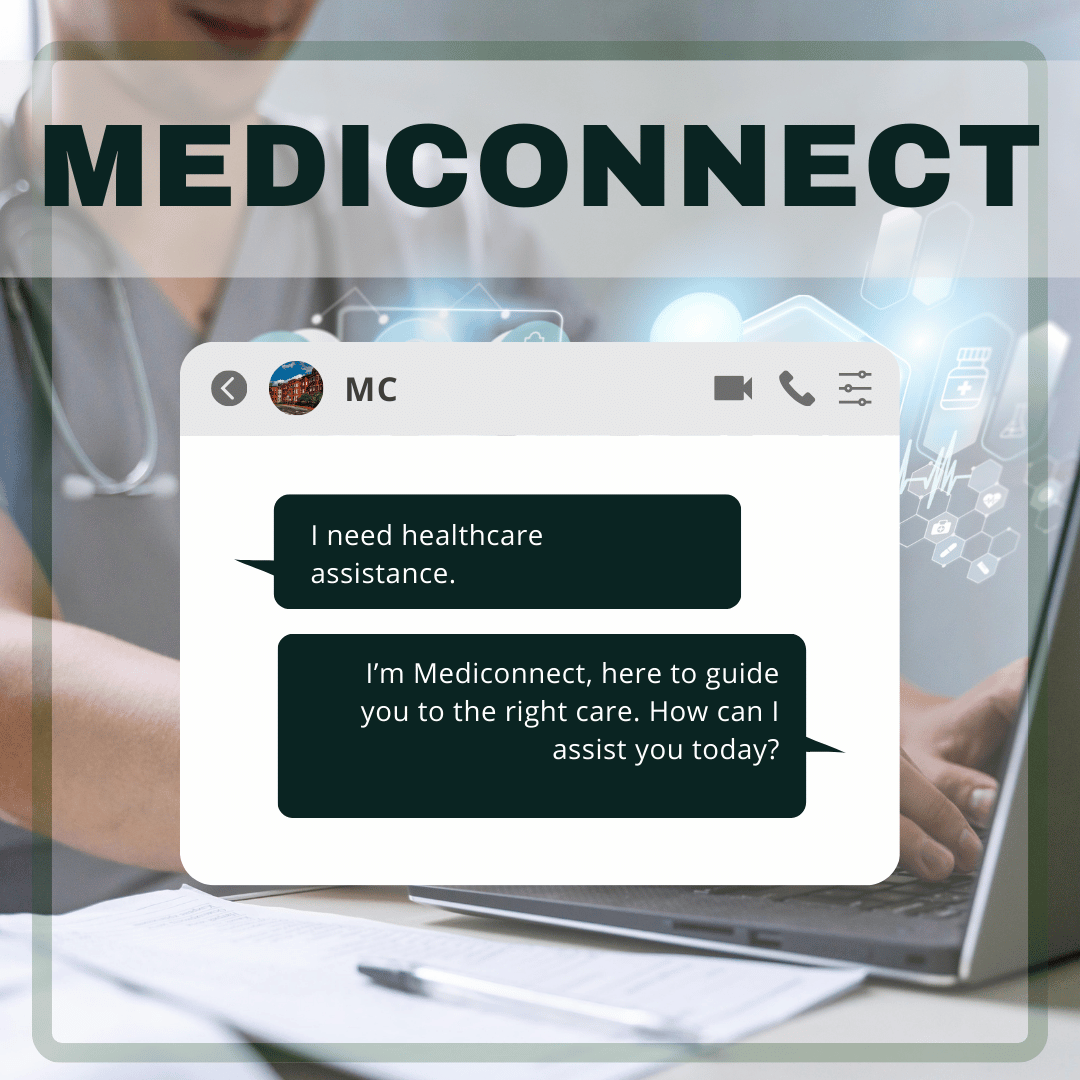 MEDICONNECT
MC
I need healthcare
assistance.
I’m Mediconnect, here to guide
you to the right care. How can I
assist you today?